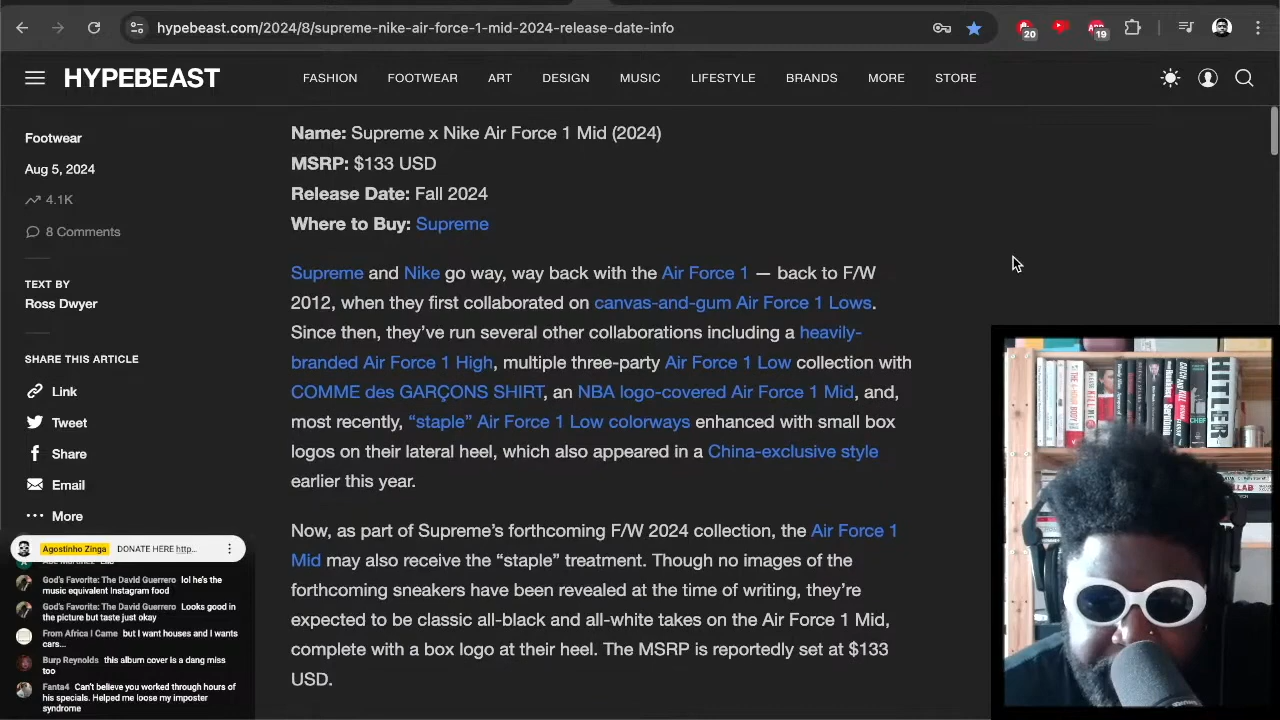 hypebeast.com/2024/8/supreme-nike-air-force-1-mid-2024-release-date-info
20
19
HYPEBEAST
FASHION FOOTWEAR ART DESIGN MUSIC LIFESTYLE BRANDS MORE STORE
Footwear
Aug 5, 2024
4.1K
8 Comments
TEXT BY
Ross Dwyer
SHARE THIS ARTICLE
Link
Tweet
Share
Email
More
Name: Supreme x Nike Air Force 1 Mid (2024)
MSRP: $133 USD
Release Date: Fall 2024
Where to Buy: Supreme
Supreme and Nike go way, way back with the Air Force 1 — back to F/W
2012, when they first collaborated on canvas-and-gum Air Force 1 Lows.
Since then, they’ve run several other collaborations including a heavily-
branded Air Force 1 High, multiple three-party Air Force 1 Low collection with
COMME des GARÇONS SHIRT, an NBA logo-covered Air Force 1 Mid, and,
most recently, “staple” Air Force 1 Low colorways enhanced with small box
logos on their lateral heel, which also appeared in a China-exclusive style
earlier this year.
Now, as part of Supreme’s forthcoming F/W 2024 collection, the Air Force 1
Mid may also receive the “staple” treatment. Though no images of the
forthcoming sneakers have been revealed at the time of writing, they’re
expected to be classic all-black and all-white takes on the Air Force 1 Mid,
complete with a box logo at their heel. The MSRP is reportedly set at $133
USD.
Agostinho Zinga DONATE HERE http...
God's Favorite: The David Guerrero lol he's the
music equivalent Instagram food
God's Favorite: The David Guerrero Looks good in
the picture but taste just okay
From Africa I Came but I want houses and I wants
cars...
Burp Reynolds this album cover is a dang miss
too
Fanta4 Can't believe you worked through hours of
his specials. Helped me loose my imposter
syndrome
HITLER